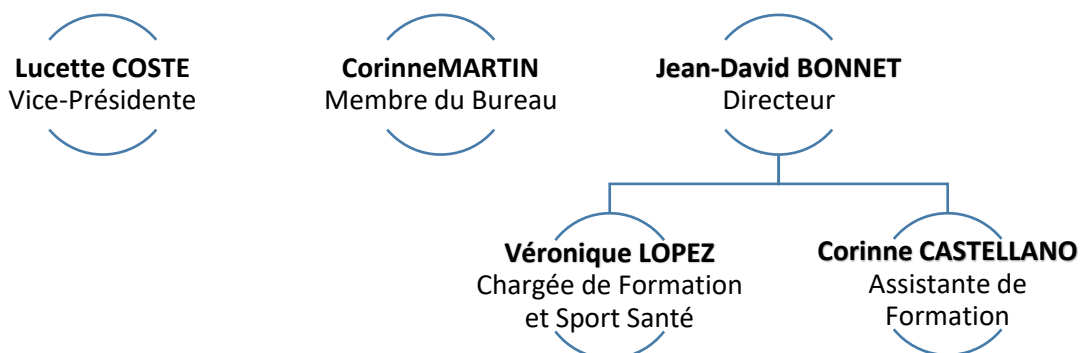 Lucette COSTE
Vice-Présidente
CorinneMARTIN
Membre du Bureau
Jean-David BONNET
Directeur
Véronique LOPEZ
Chargée de Formation
et Sport Santé
Corinne CASTELLANO
Assistante de
Formation